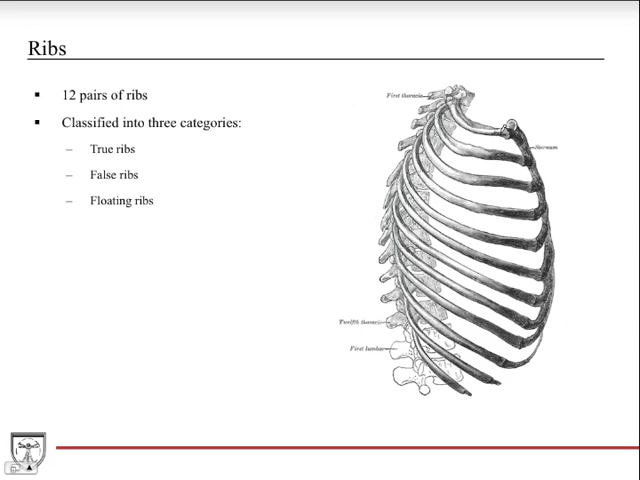 Ribs
12 pairs of ribs
Classified into three categories:
True ribs
False ribs
Floating ribs
First thoracic
Sternum
Twelfth thoracic
First lumbar